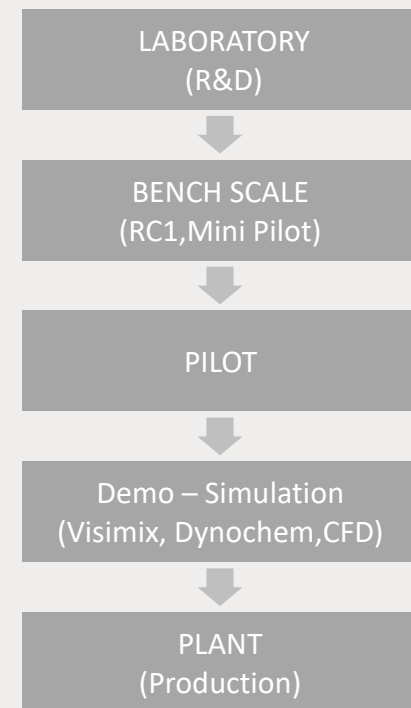 LABORATORY
(R&D)
BENCH SCALE
(RC1,Mini Pilot)
PILOT
Demo – Simulation
(Visimix, Dynochem,CFD)
PLANT
(Production)